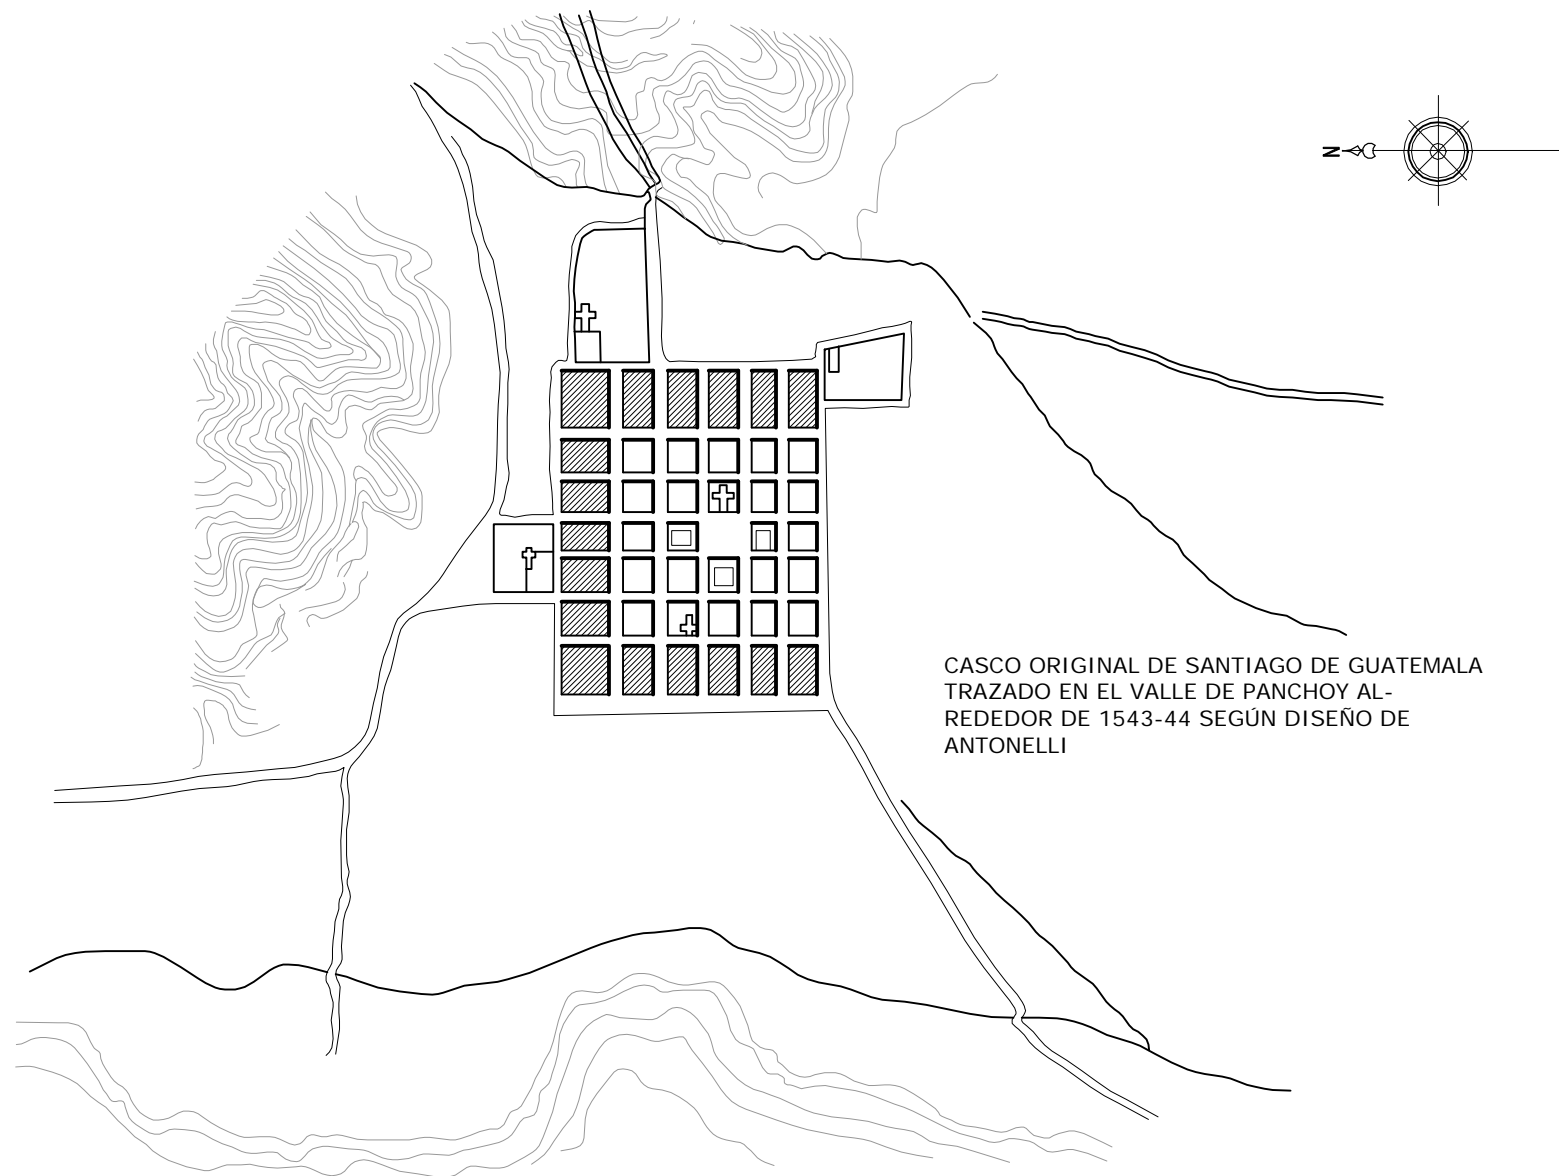 N
CASCO ORIGINAL DE SANTIAGO DE GUATEMALA
TRAZADO EN EL VALLE DE PANCHOY AL-
REDEDOR DE 1543-44 SEGÚN DISEÑO DE
ANTONELLI